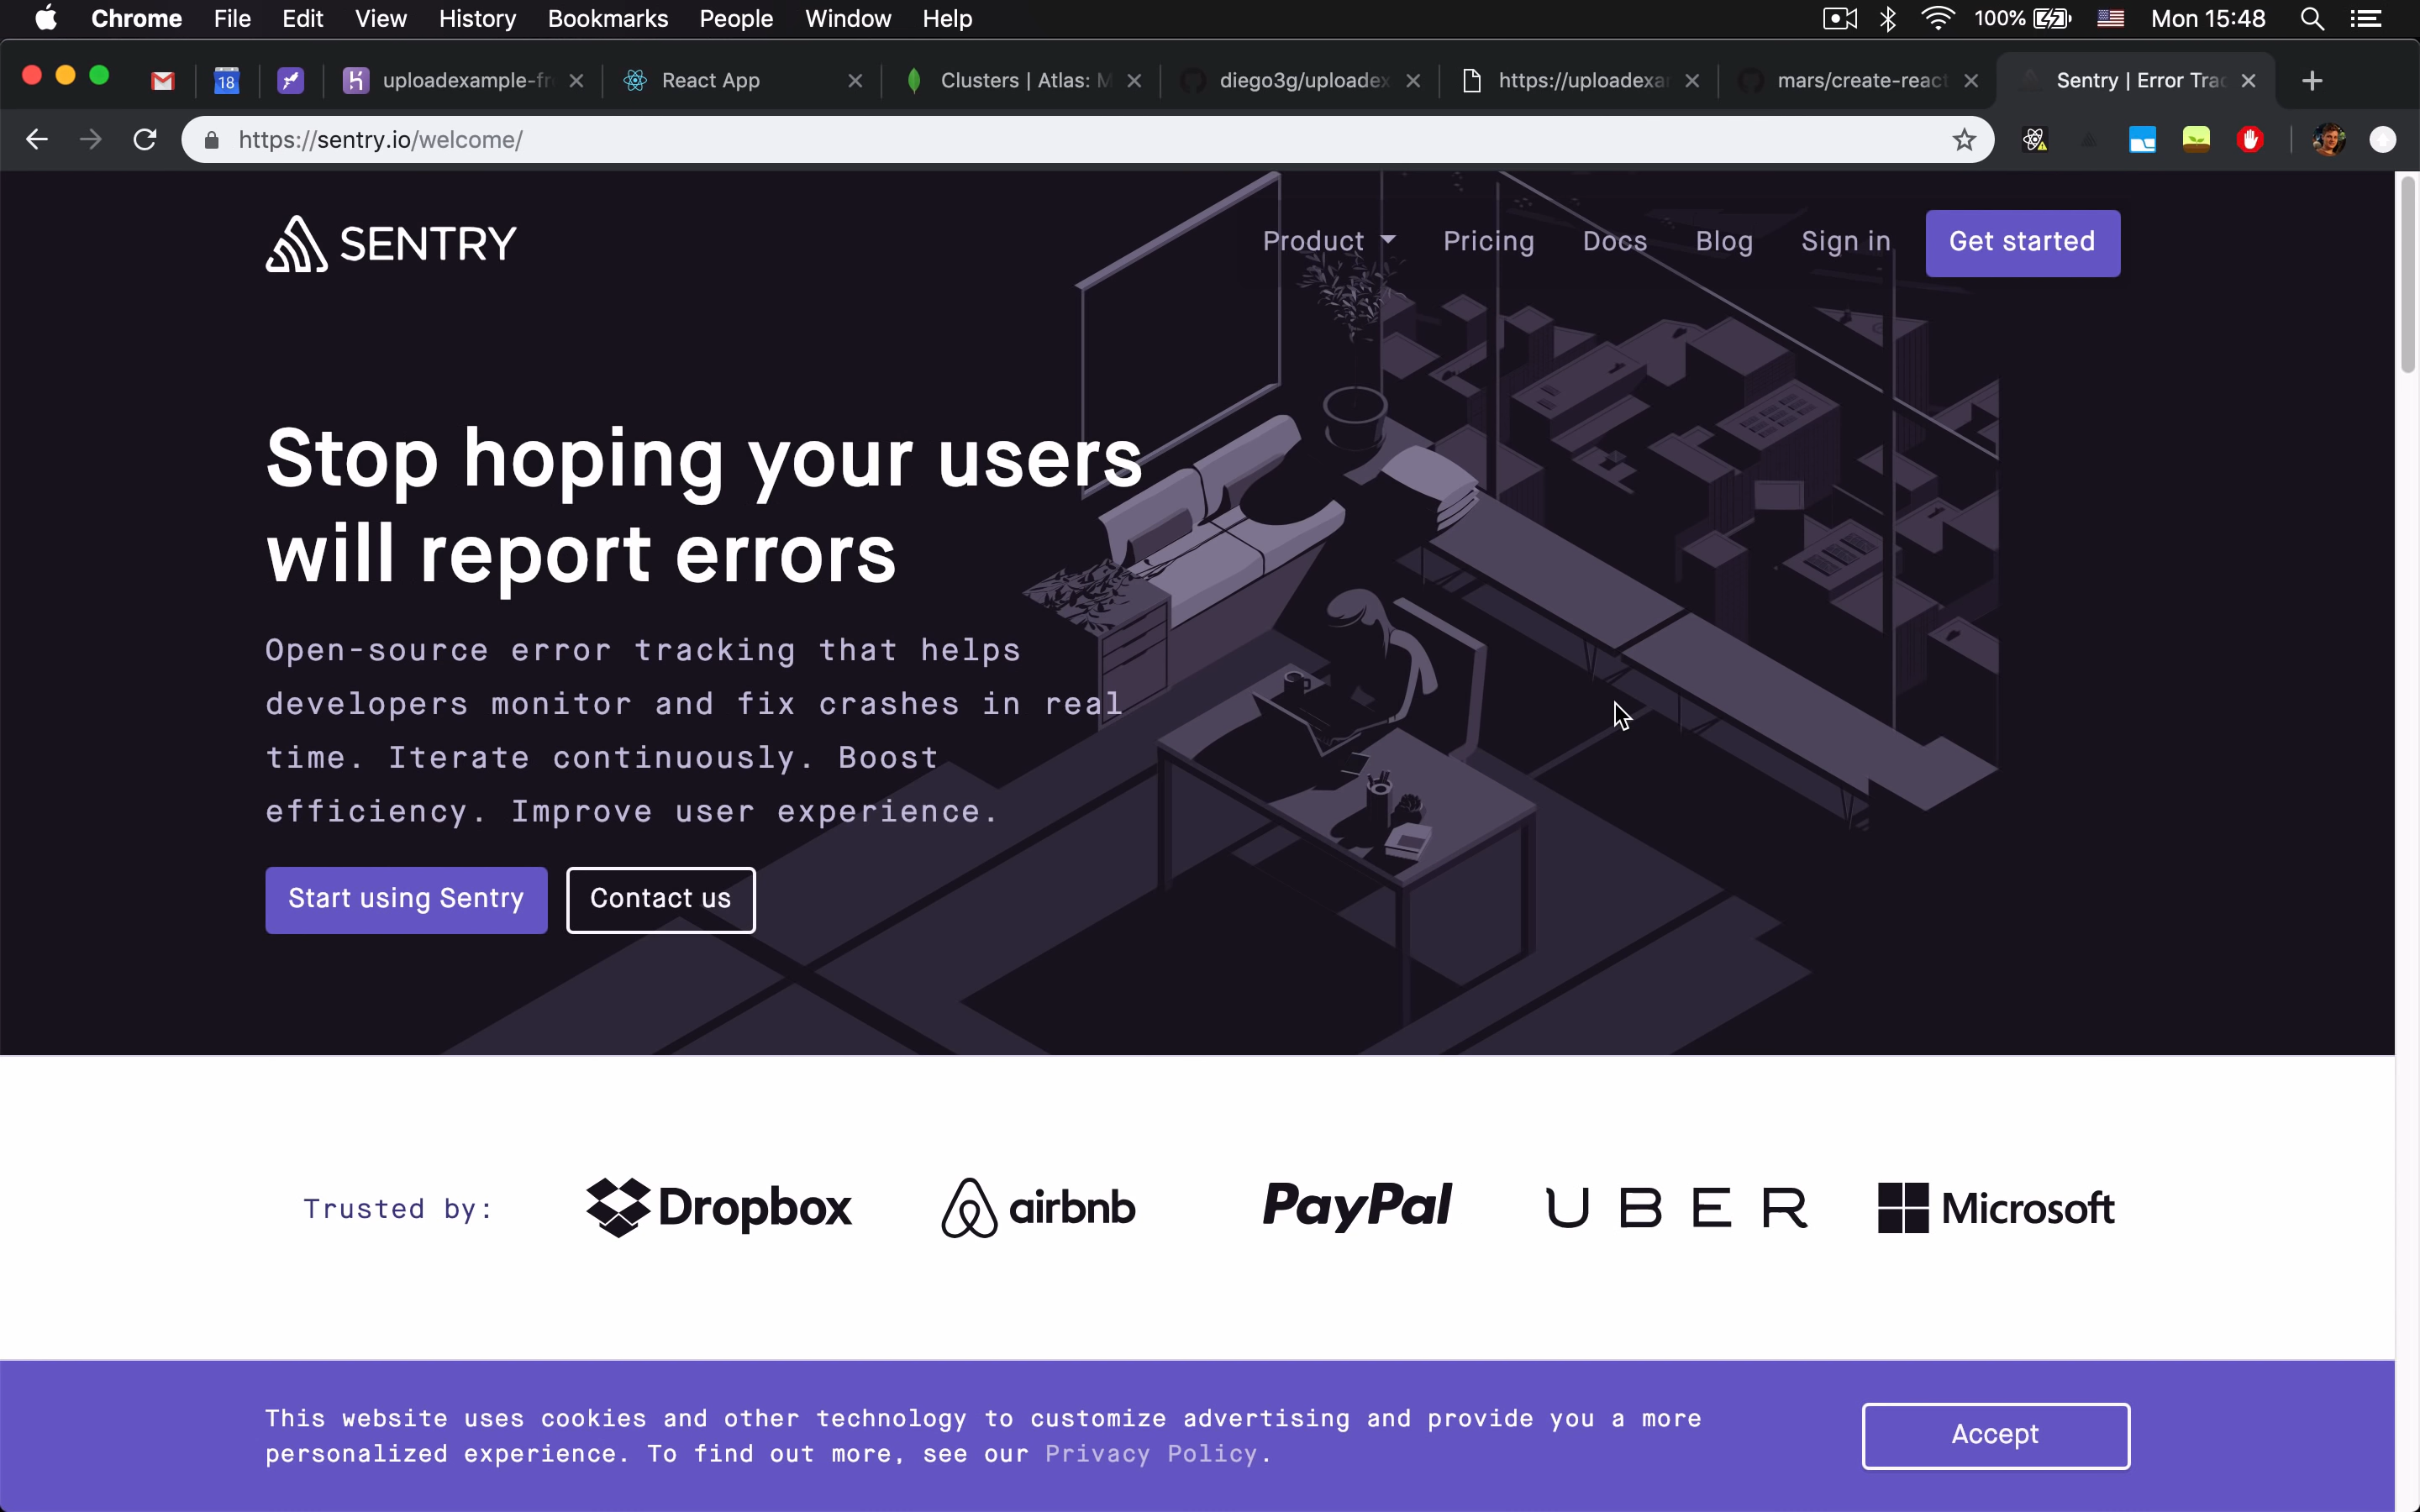 Chrome File Edit View History Bookmarks People Window Help 100% Mon 15:48
18 uploadexample-fr React App Clusters | Atlas: M diego3g/uploadex https://uploadexar mars/create-react Sentry | Error Trac
https://sentry.io/welcome/
SENTRY Product Pricing Docs Blog Sign in Get started
Stop hoping your users
will report errors
Open-source error tracking that helps
developers monitor and fix crashes in real
time. Iterate continuously. Boost
efficiency. Improve user experience.
Start using Sentry Contact us
Trusted by: Dropbox airbnb PayPal UBER Microsoft
This website uses cookies and other technology to customize advertising and provide you a more
personalized experience. To find out more, see our Privacy Policy.
Accept